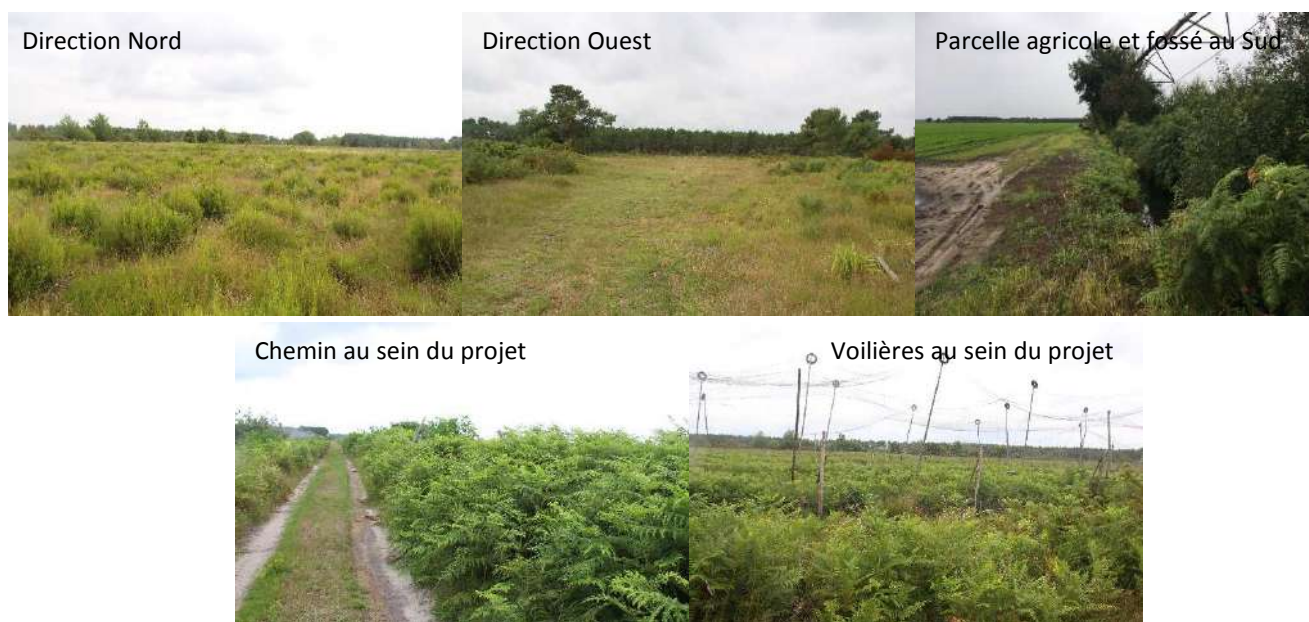 Direction Nord
Direction Ouest
Parcelle agricole et fossé au Sud
Chemin au sein du projet
Voilières au sein du projet